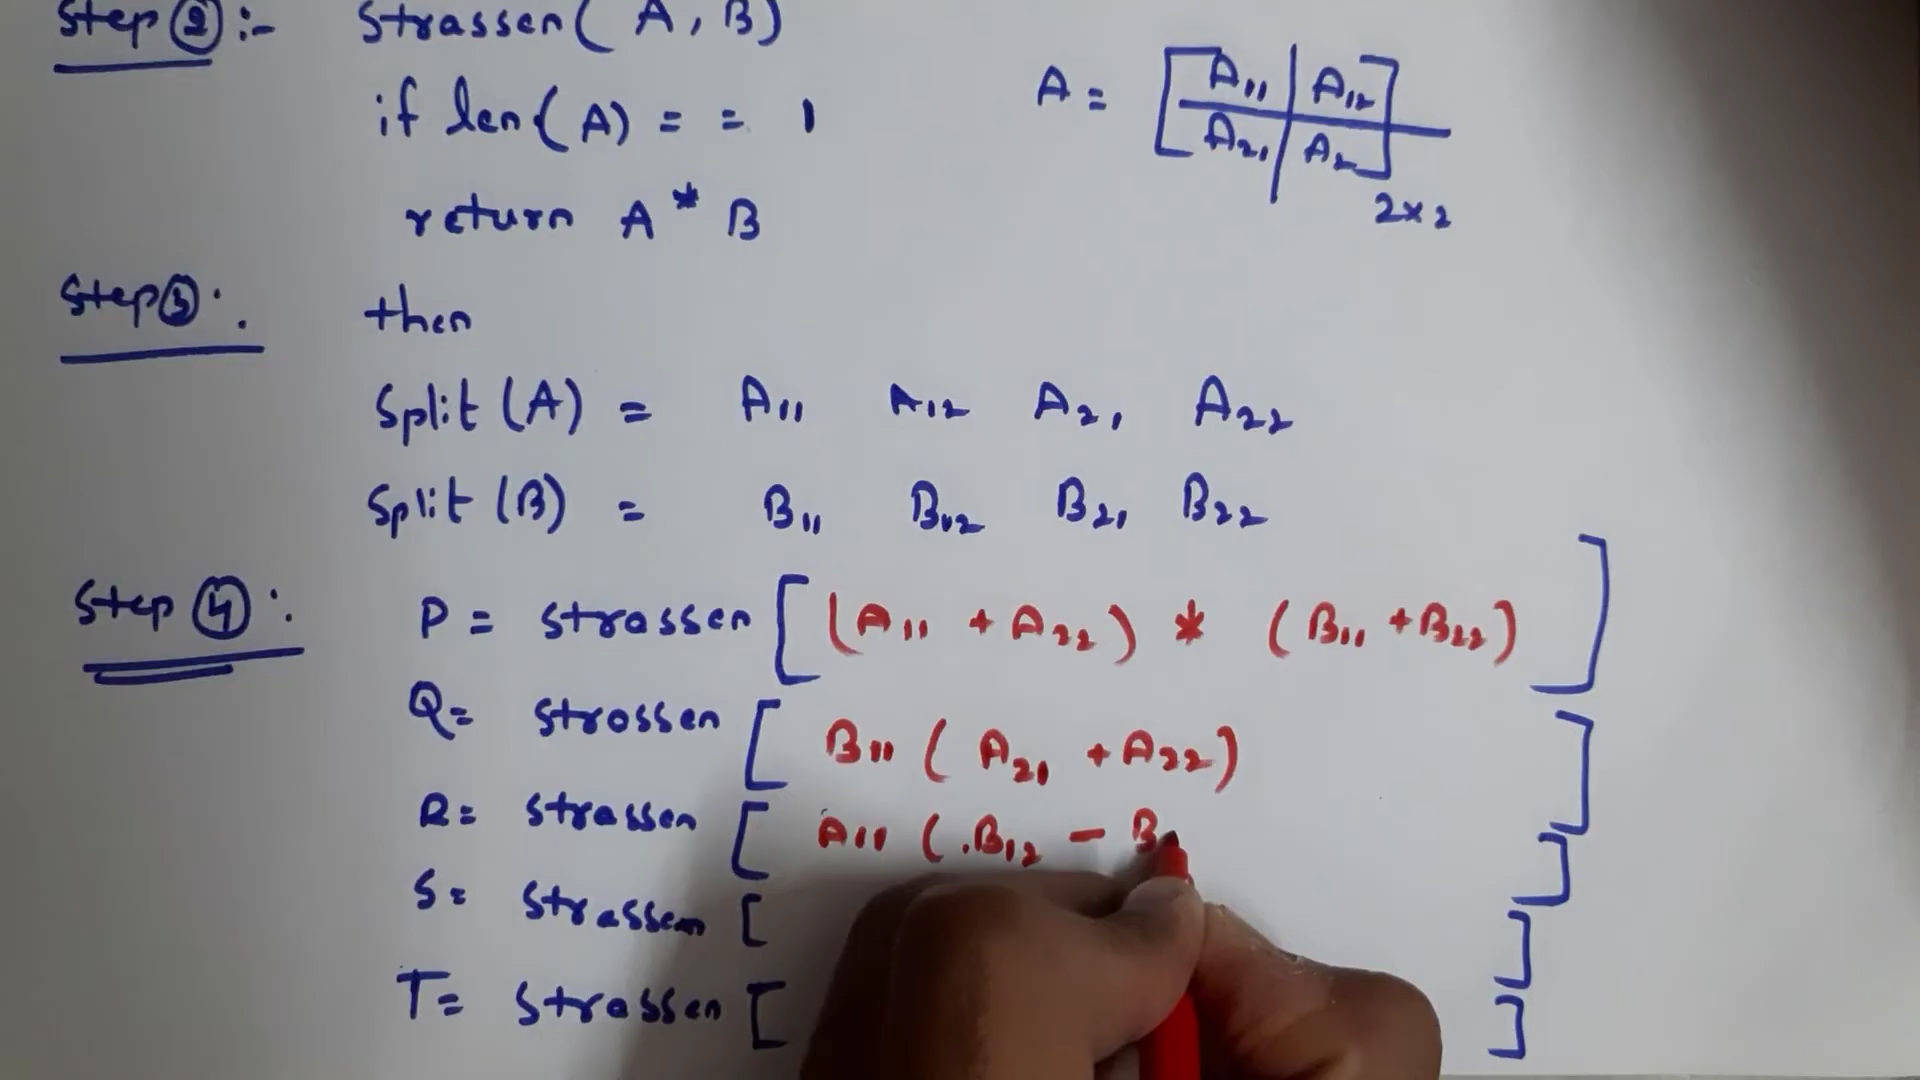 Step ② :- Strassen( A , B )
if len( A ) = = 1
return A * B
A = [ A11 | A12
A21 | A2 ] 2x2
Step ③ :. then
Split (A) = A11 A12 A21 A22
Split (B) = B11 B12 B21 B22
Step ④ :. P = strassen [ (A11 + A22) * (B11 + B22) ]
Q = Strossen [ B11 ( A21 + A22) ]
R = Strassen [ A11 ( .B12 - B ]
S = Strassen [ ]
T = Strassen [ ]